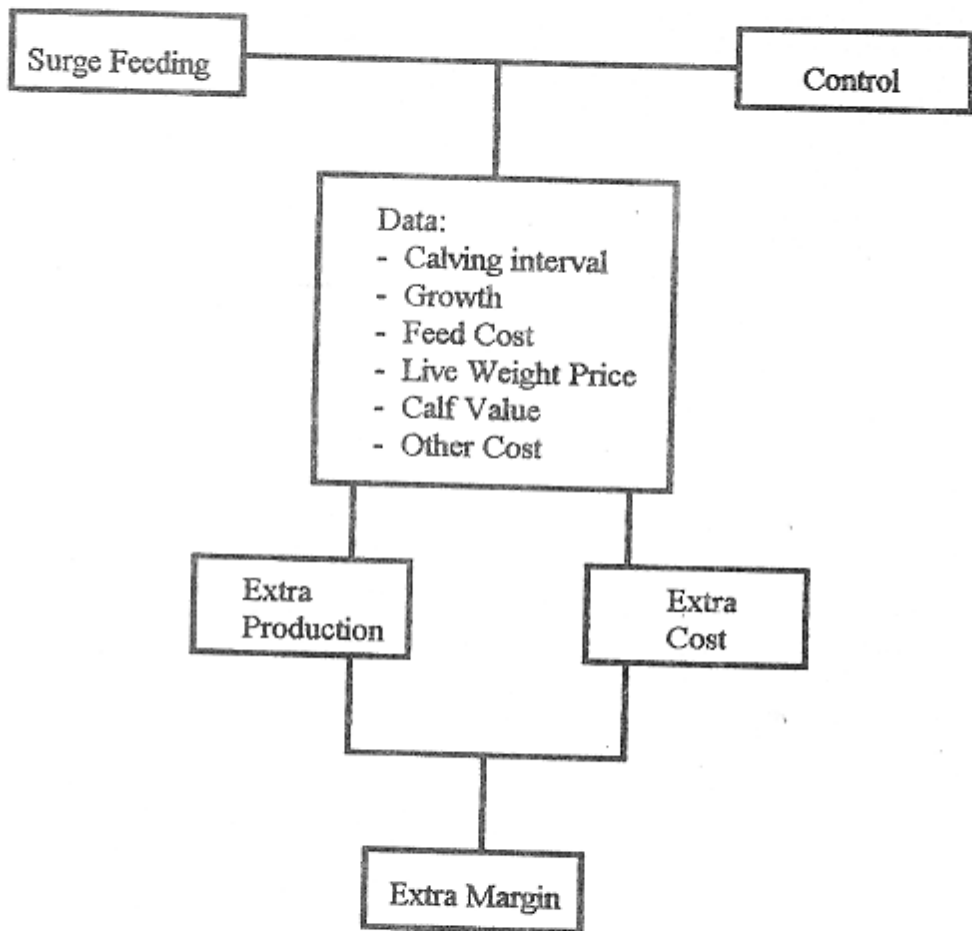 Surge Feeding
Control
Data:
- Calving interval
- Growth
- Feed Cost
- Live Weight Price
- Calf Value
- Other Cost
Extra
Production
Extra
Cost
Extra Margin